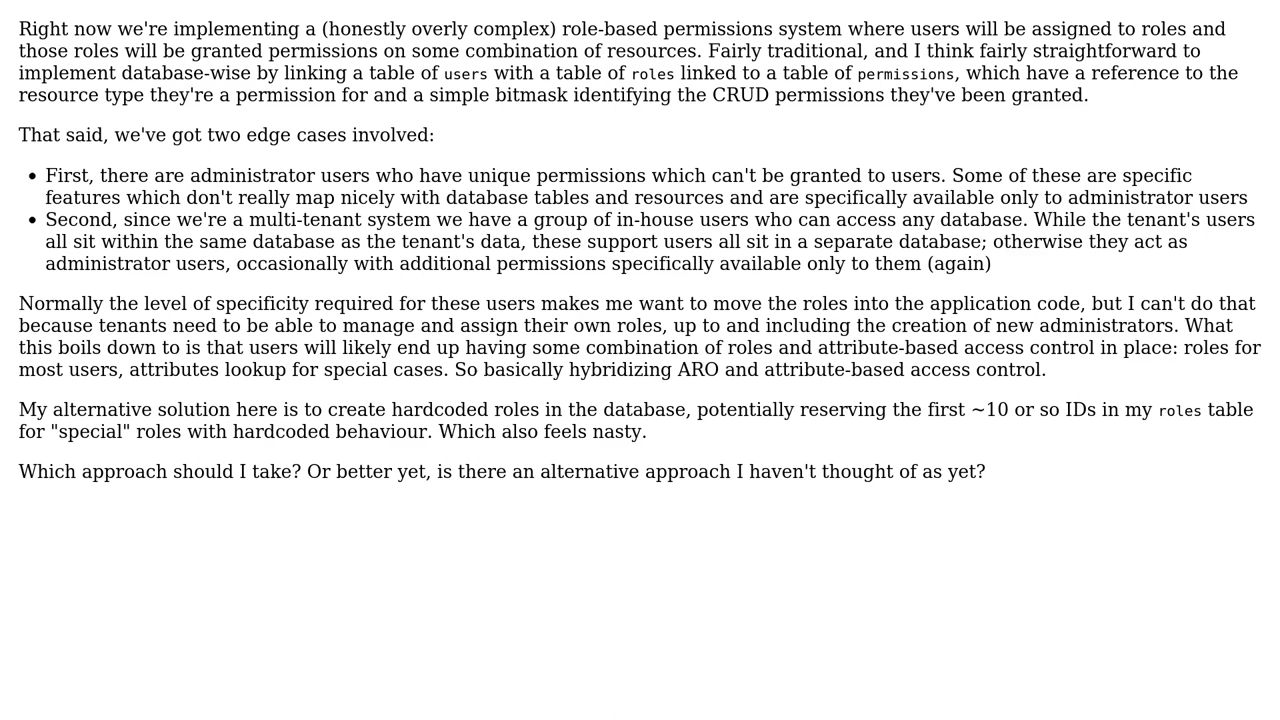 Right now we're implementing a (honestly overly complex) role-based permissions system where users will be assigned to roles and
those roles will be granted permissions on some combination of resources. Fairly traditional, and I think fairly straightforward to
implement database-wise by linking a table of users with a table of roles linked to a table of permissions, which have a reference to the
resource type they're a permission for and a simple bitmask identifying the CRUD permissions they've been granted.
That said, we've got two edge cases involved:
• First, there are administrator users who have unique permissions which can't be granted to users. Some of these are specific
features which don't really map nicely with database tables and resources and are specifically available only to administrator users
• Second, since we're a multi-tenant system we have a group of in-house users who can access any database. While the tenant's users
all sit within the same database as the tenant's data, these support users all sit in a separate database; otherwise they act as
administrator users, occasionally with additional permissions specifically available only to them (again)
Normally the level of specificity required for these users makes me want to move the roles into the application code, but I can't do that
because tenants need to be able to manage and assign their own roles, up to and including the creation of new administrators. What
this boils down to is that users will likely end up having some combination of roles and attribute-based access control in place: roles for
most users, attributes lookup for special cases. So basically hybridizing ARO and attribute-based access control.
My alternative solution here is to create hardcoded roles in the database, potentially reserving the first ~10 or so IDs in my roles table
for "special" roles with hardcoded behaviour. Which also feels nasty.
Which approach should I take? Or better yet, is there an alternative approach I haven't thought of as yet?